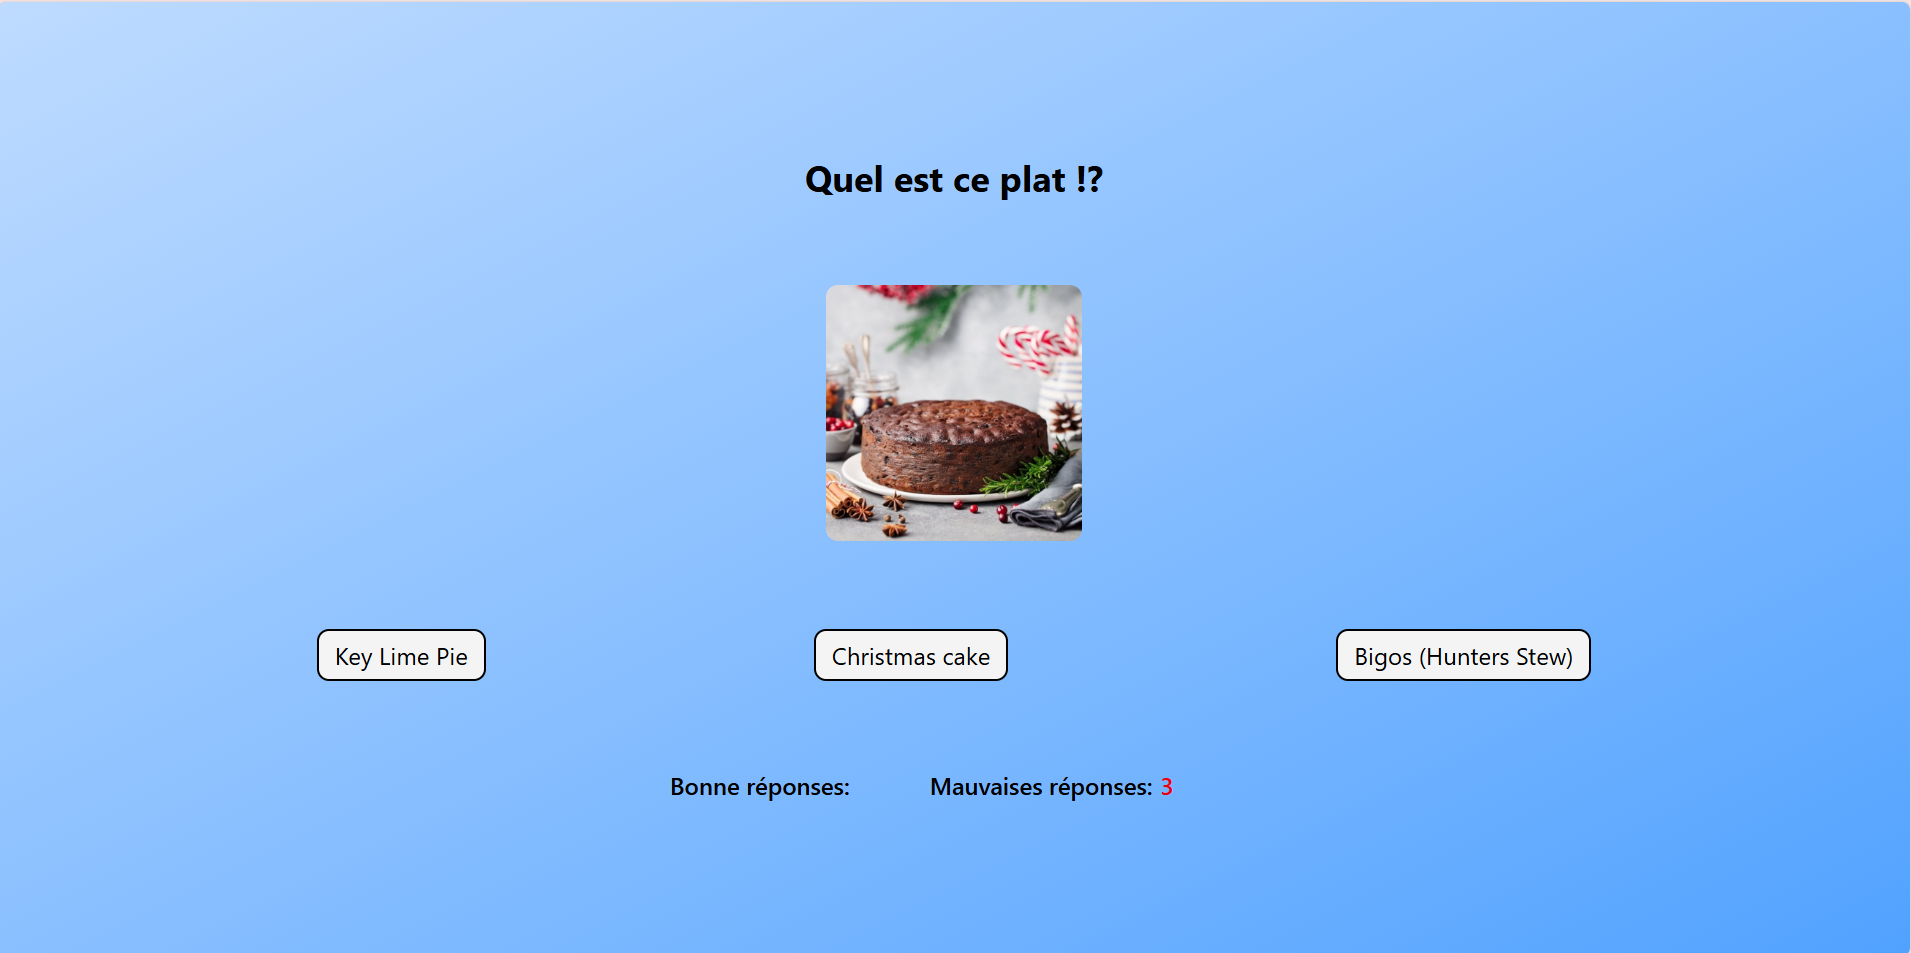 Quel est ce plat !?
Key Lime Pie
Christmas cake
Bigos (Hunters Stew)
Bonne réponses:
Mauvaises réponses: 3